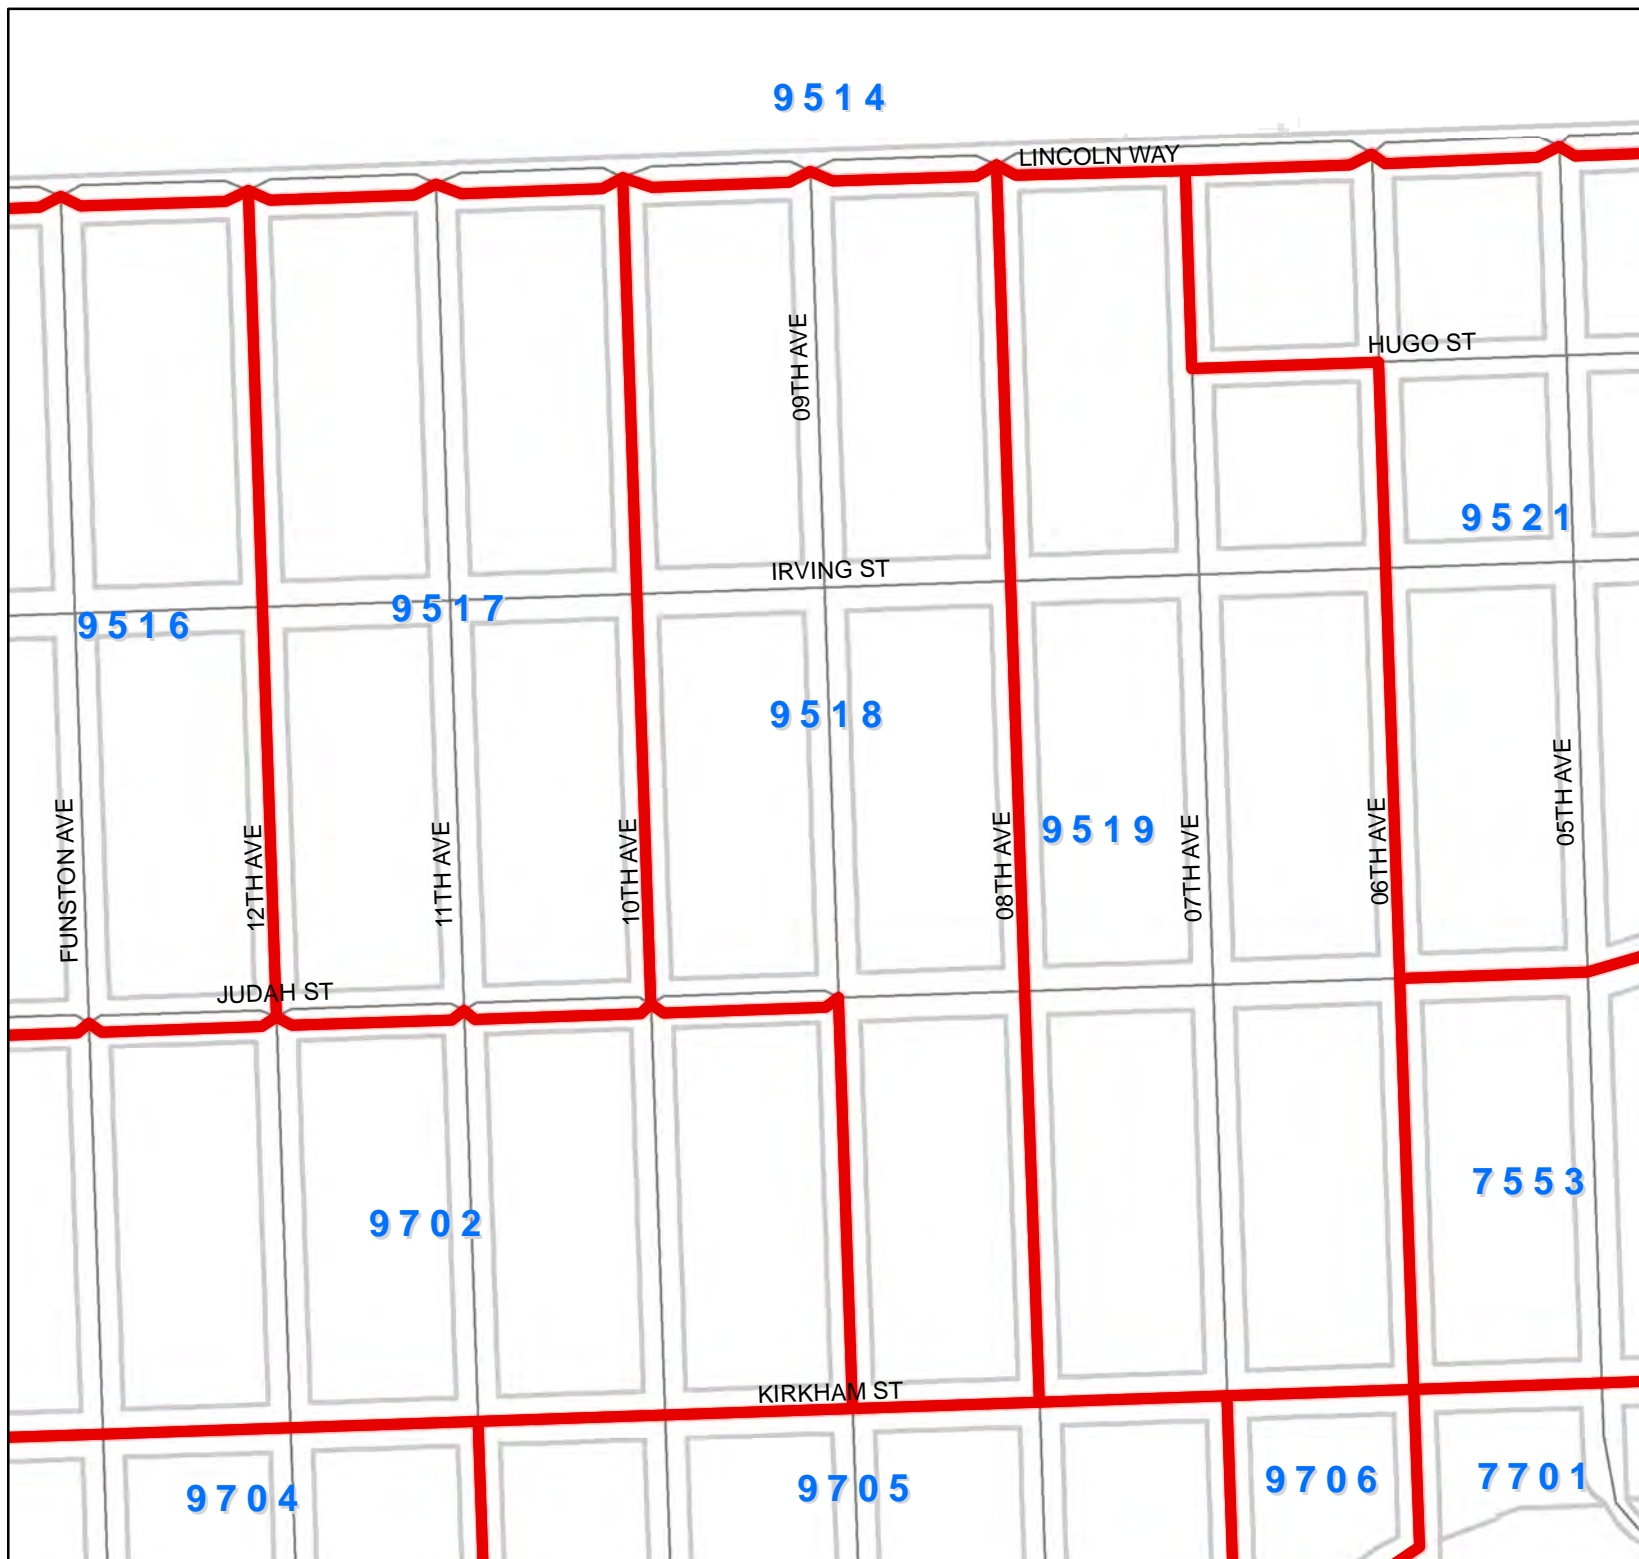 9514
LINCOLN WAY
HUGO ST
09TH AVE
9521
IRVING ST
9516
9517
9518
05TH AVE
FUNSTON AVE
12TH AVE
11TH AVE
10TH AVE
08TH AVE
9519
07TH AVE
06TH AVE
JUDAH ST
7553
9702
KIRKHAM ST
9704
9705
9706
7701